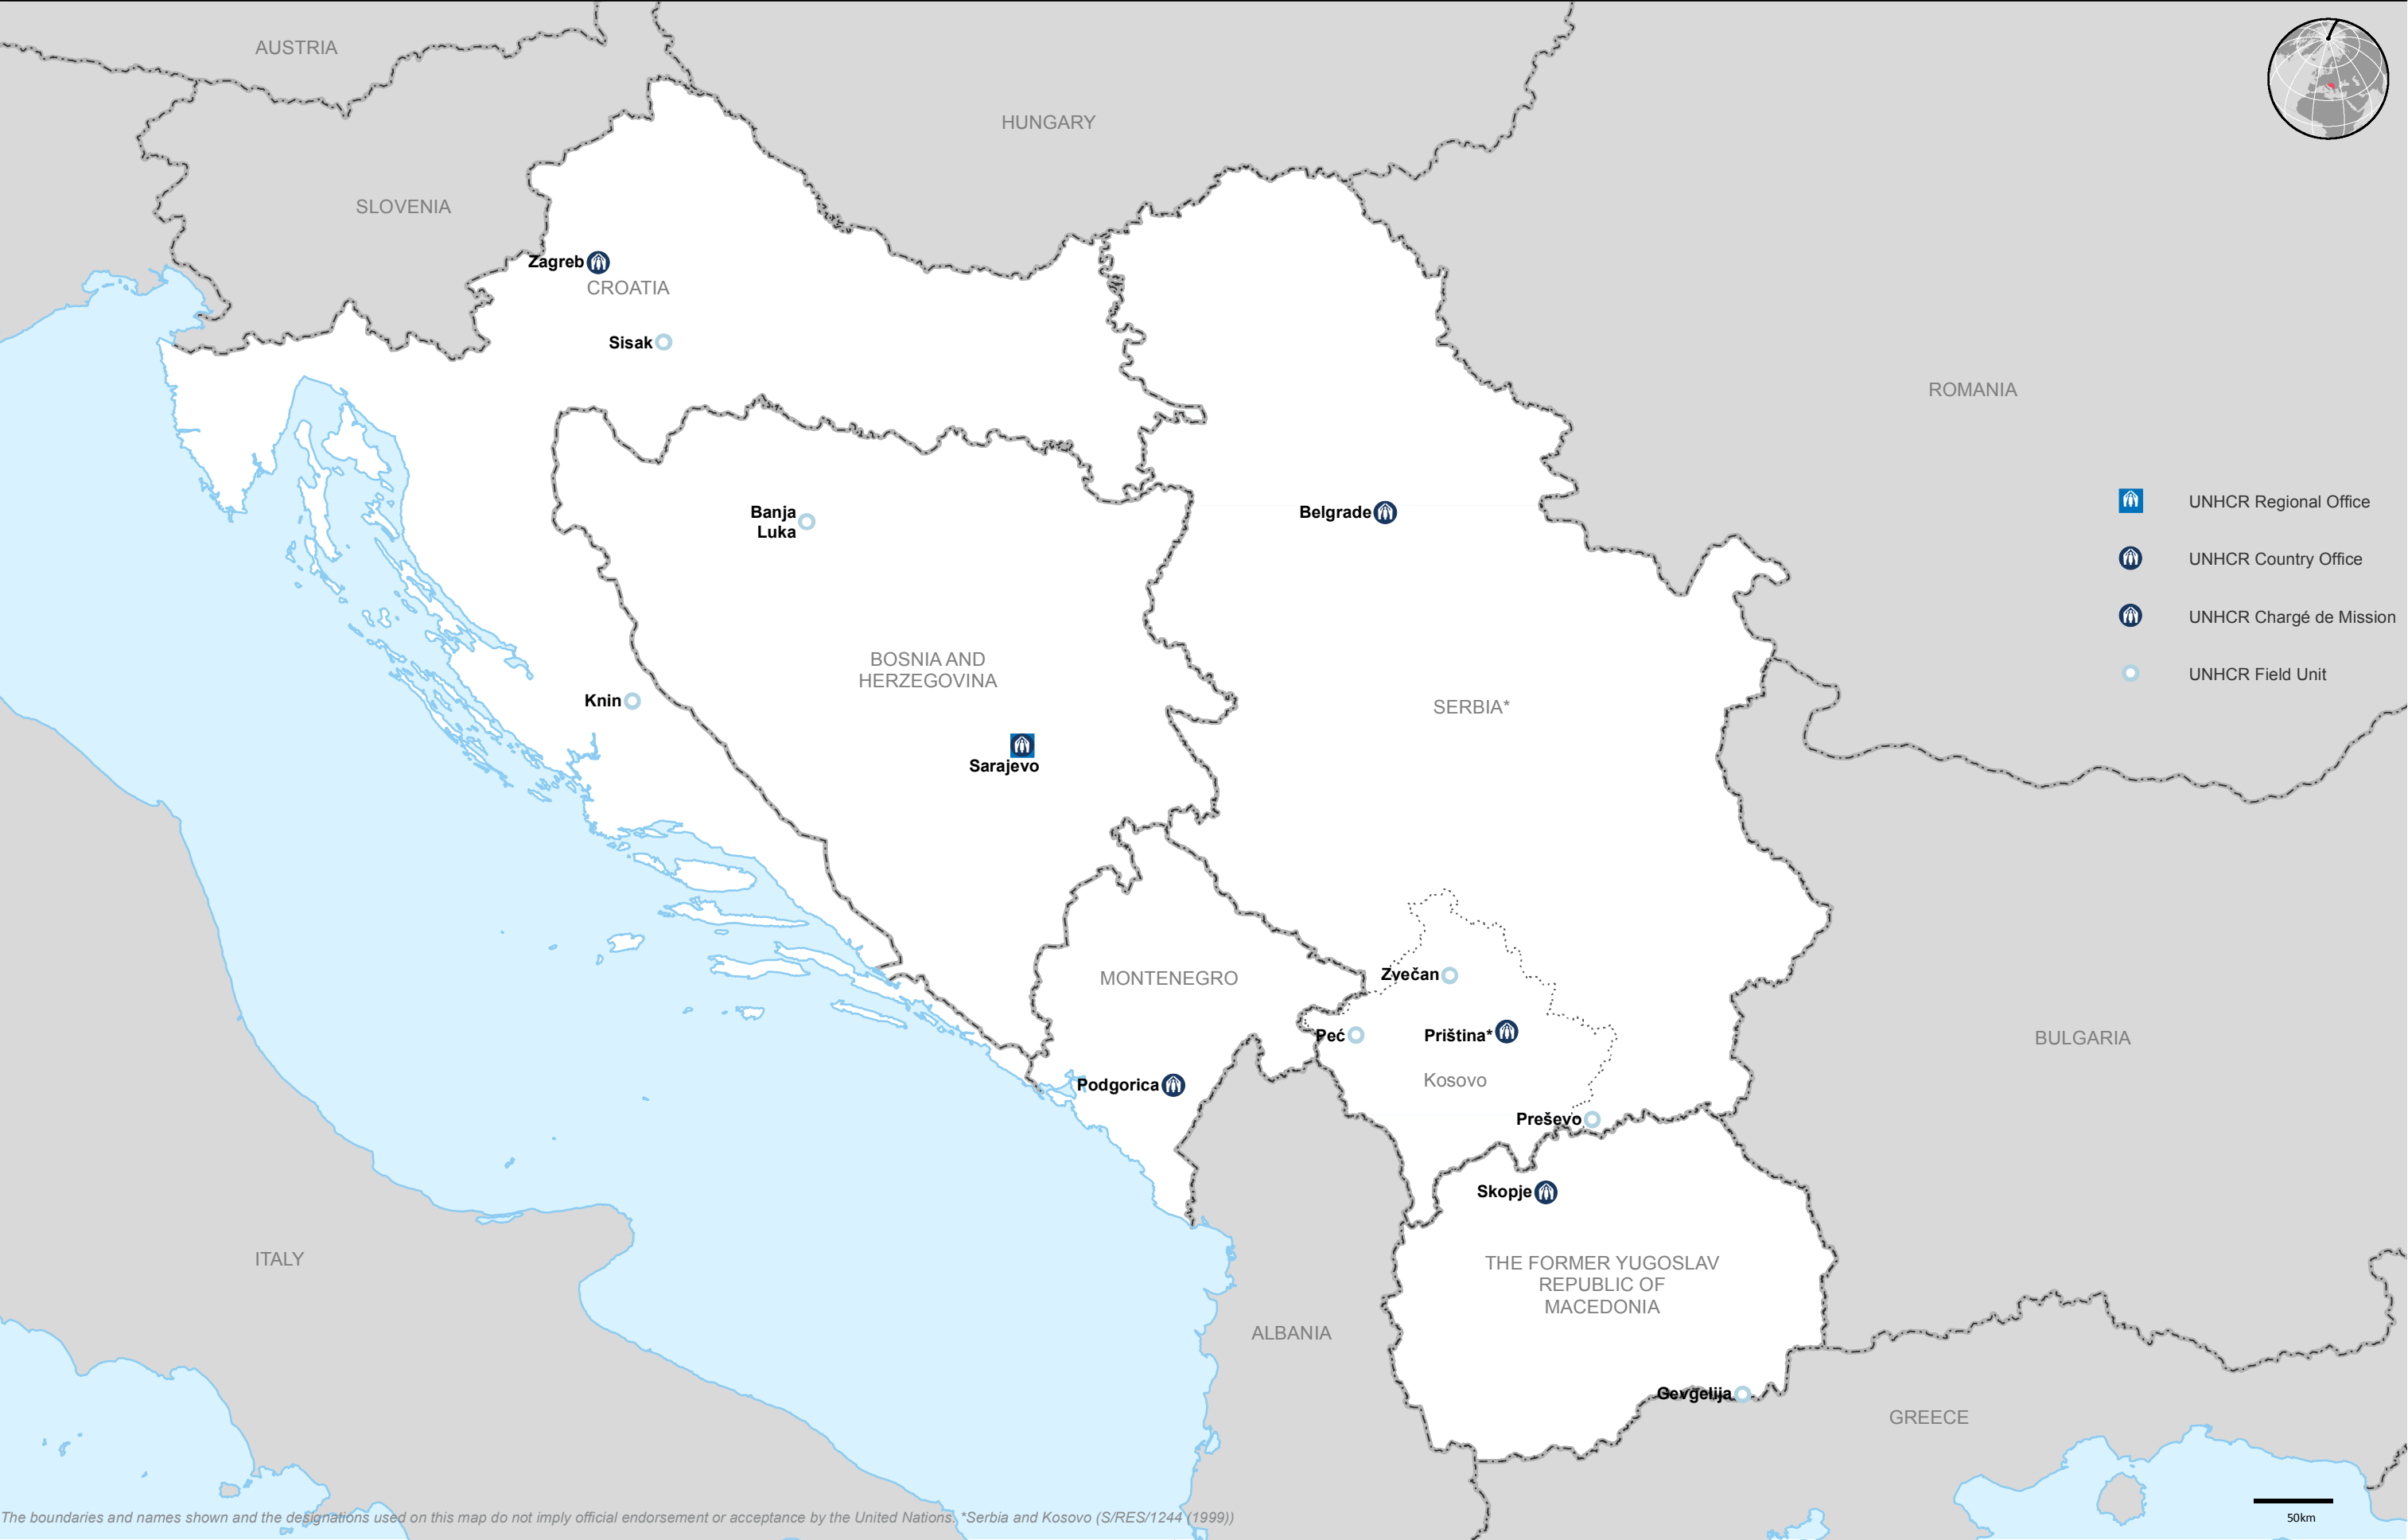 AUSTRIA
HUNGARY
SLOVENIA
Zagreb
CROATIA
Sisak
ROMANIA
UNHCR Regional Office
UNHCR Country Office
UNHCR Chargé de Mission
UNHCR Field Unit
Banja
Luka
Belgrade
BOSNIA AND
HERZEGOVINA
Knin
SERBIA*
Sarajevo
MONTENEGRO
Zvečan
Peć
Priština*
BULGARIA
Kosovo
Podgorica
Preševo
Skopje
ITALY
THE FORMER YUGOSLAV
REPUBLIC OF
MACEDONIA
ALBANIA
Gevgelija
GREECE
The boundaries and names shown and the designations used on this map do not imply official endorsement or acceptance by the United Nations. *Serbia and Kosovo (S/RES/1244 (1999))
50km